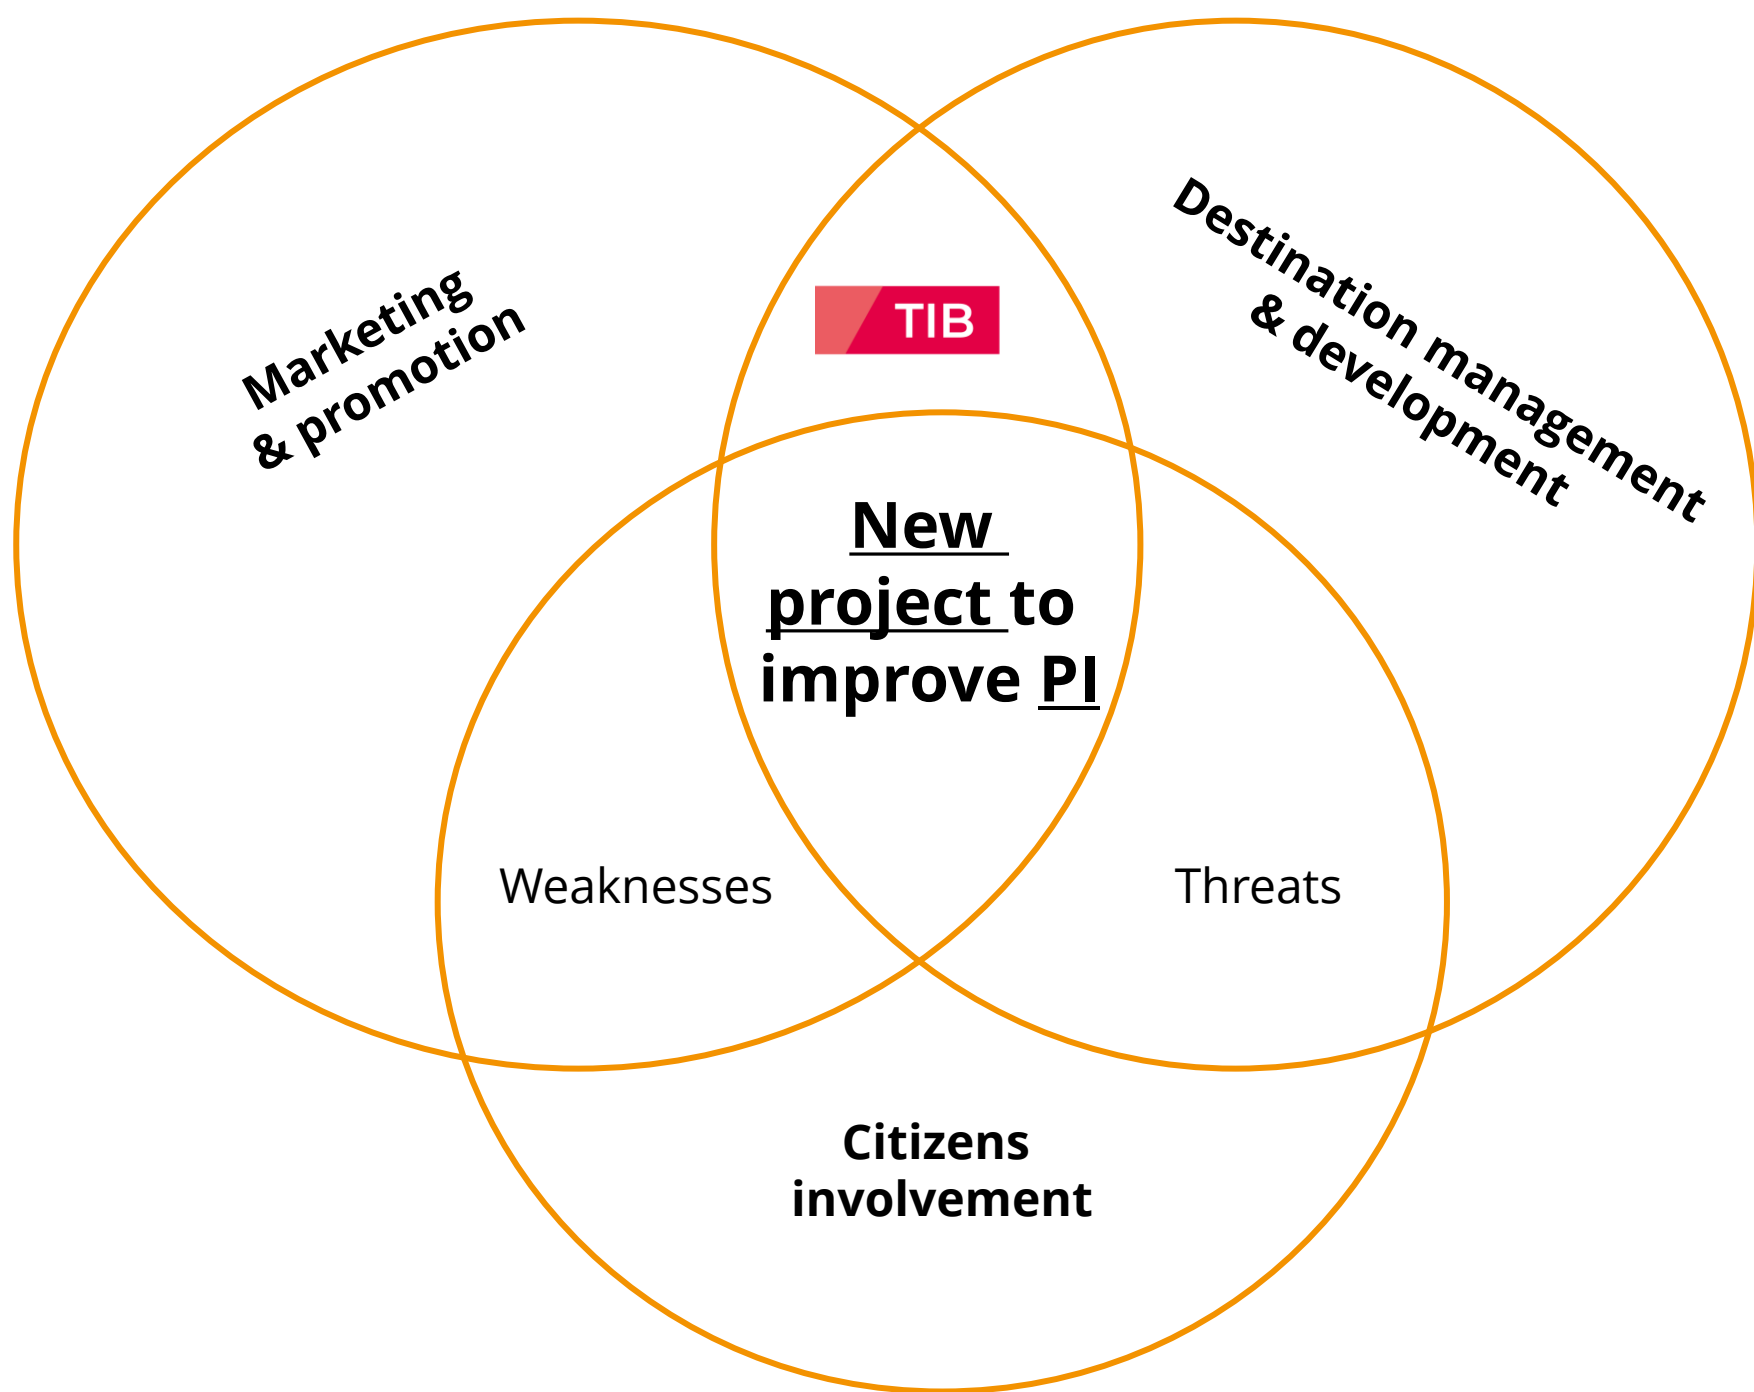 Marketing
& promotion
Destination management
& development
TIB
New
project to
improve PI
Weaknesses
Threats
Citizens
involvement